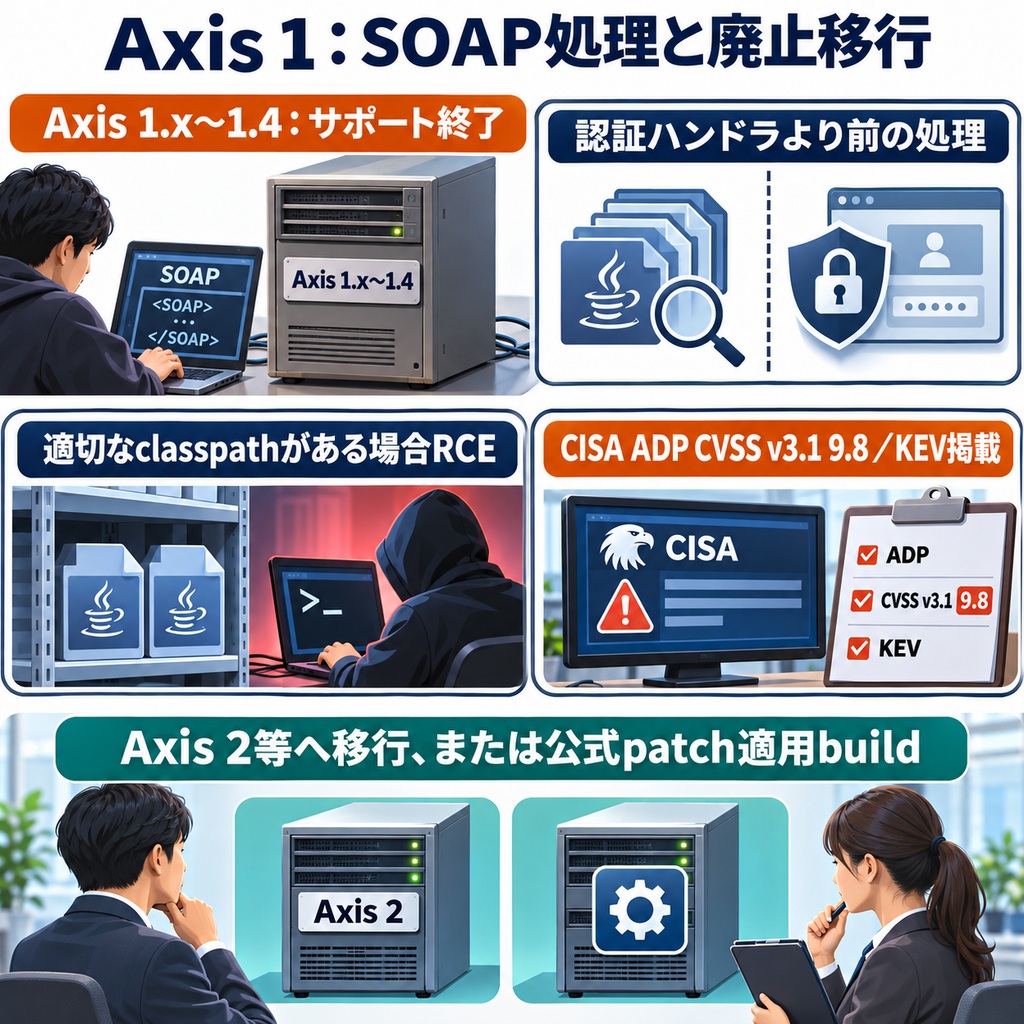 Axis 1：SOAP処理と廃止移行
Axis 1.x～1.4：サポート終了
SOAP
<SOAP>
...
</SOAP>
Axis 1.x～1.4
認証ハンドラより前の処理
適切なclasspathがある場合RCE
>_
CISA ADP CVSS v3.1 9.8／KEV掲載
CISA
ADP
CVSS v3.1 9.8
KEV
Axis 2等へ移行、または公式patch適用build
Axis 2